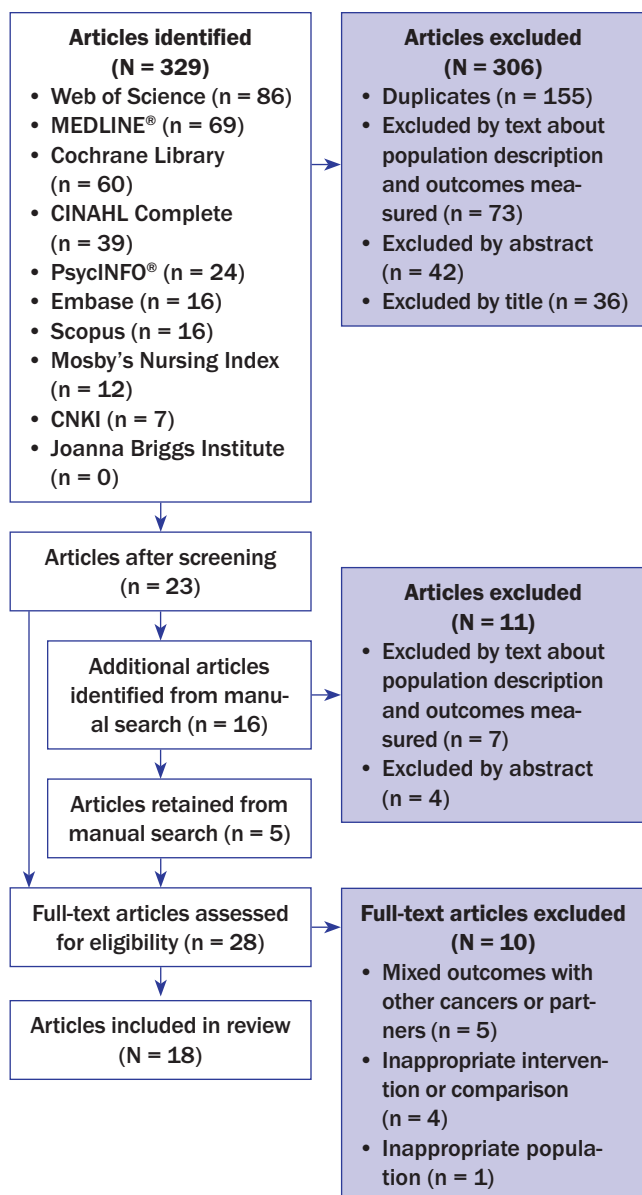 Articles identified
(N = 329)
• Web of Science (n = 86)
• MEDLINE® (n = 69)
• Cochrane Library
(n = 60)
• CINAHL Complete
(n = 39)
• PsycINFO® (n = 24)
• Embase (n = 16)
• Scopus (n = 16)
• Mosby’s Nursing Index
(n = 12)
• CNKI (n = 7)
• Joanna Briggs Institute
(n = 0)
Articles excluded
(N = 306)
• Duplicates (n = 155)
• Excluded by text about
population description
and outcomes mea-
sured (n = 73)
• Excluded by abstract
(n = 42)
• Excluded by title (n = 36)
Articles after screening
(n = 23)
Additional articles
identified from manu-
al search (n = 16)
Articles excluded
(N = 11)
• Excluded by text about
population description
and outcomes mea-
sured (n = 7)
• Excluded by abstract
(n = 4)
Articles retained from
manual search (n = 5)
Full-text articles assessed
for eligibility (n = 28)
Full-text articles excluded
(N = 10)
• Mixed outcomes with
other cancers or part-
ners (n = 5)
• Inappropriate interven-
tion or comparison
(n = 4)
• Inappropriate popula-
tion (n = 1)
Articles included in review
(N = 18)